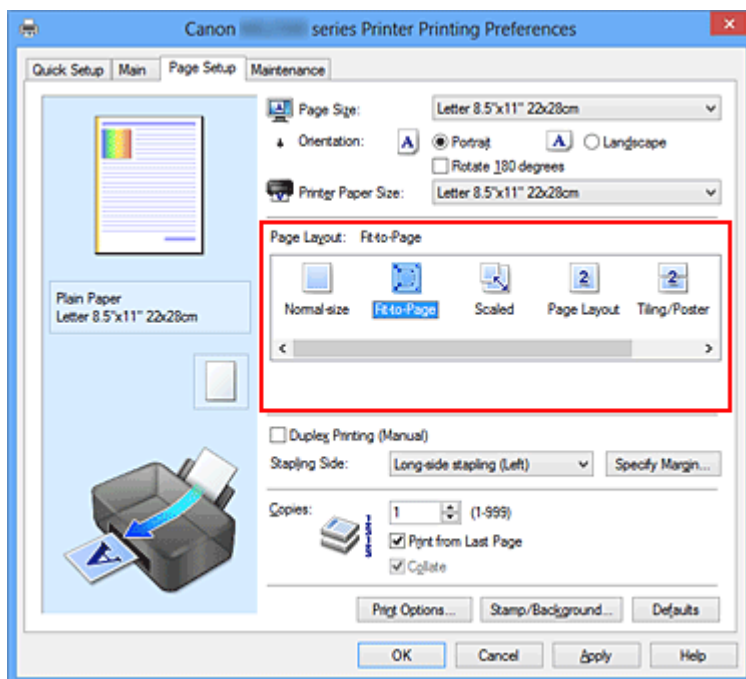 Canon series Printer Printing Preferences
Quick Setup Main Page Setup Maintenance
Page Size: Letter 8.5"x11" 22x28cm
Orientation: A Portrait A Landscape
Rotate 180 degrees
Printer Paper Size: Letter 8.5"x11" 22x28cm
Page Layout: Fit-to-Page
2 2
Normal-size Fit-to-Page Scaled Page Layout Tiling/Poster
Plain Paper
Letter 8.5"x11" 22x28cm
Duplex Printing (Manual)
Stapling Side: Long-side stapling (Left) Specify Margin...
Copies: 1 (1-999)
Print from Last Page
Collate
A
Print Options... Stamp/Background... Defaults
OK Cancel Apply Help